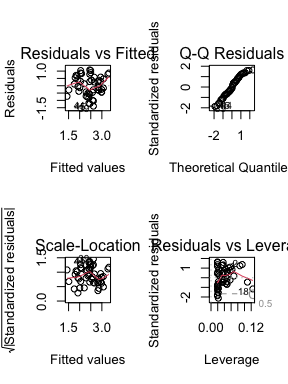 Residuals vs Fitted
Residuals
-1.5 1.0
1.5 3.0
Fitted values
Q-Q Residuals
Standardized residuals
-2 0 2
-2 1
Theoretical Quantile
Scale-Location
√|Standardized residuals|
0.0 1.5
1.5 3.0
Fitted values
Residuals vs Levera
Standardized residuals
-2 1
18
0.5
0.00 0.12
Leverage